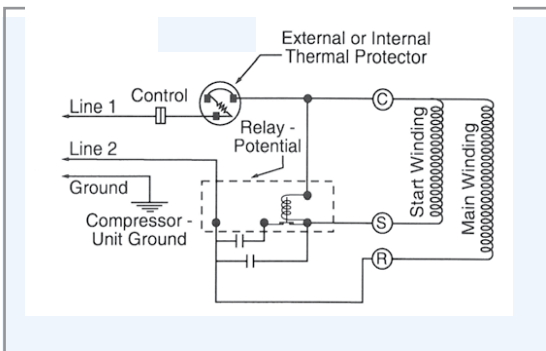 External or Internal
Thermal Protector
Control
Line 1
C
Relay -
Potential
Line 2
Ground
Compressor -
Unit Ground
Start Winding
Main Winding
S
R